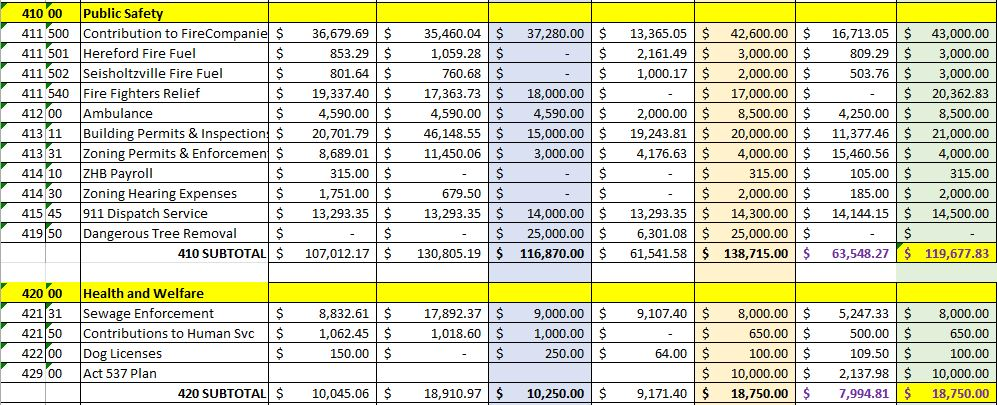 410 00 Public Safety
411 500 Contribution to FireCompanie $ 36,679.69 $ 35,460.04 $ 37,280.00 $ 13,365.05 $ 42,600.00 $ 16,713.05 $ 43,000.00
411 501 Hereford Fire Fuel $ 853.29 $ 1,059.28 $ - $ 2,161.49 $ 3,000.00 $ 809.29 $ 3,000.00
411 502 Seisholtzville Fire Fuel $ 801.64 $ 760.68 $ - $ 1,000.17 $ 2,000.00 $ 503.76 $ 3,000.00
411 540 Fire Fighters Relief $ 19,337.40 $ 17,363.73 $ 18,000.00 $ - $ 17,000.00 $ - $ 20,362.83
412 00 Ambulance $ 4,590.00 $ 4,590.00 $ 4,590.00 $ 2,000.00 $ 8,500.00 $ 4,250.00 $ 8,500.00
413 11 Building Permits & Inspection $ 20,701.79 $ 46,148.55 $ 15,000.00 $ 19,243.81 $ 20,000.00 $ 11,377.46 $ 21,000.00
413 31 Zoning Permits & Enforcement $ 8,689.01 $ 11,450.06 $ 3,000.00 $ 4,176.63 $ 4,000.00 $ 15,460.56 $ 4,000.00
414 10 ZHB Payroll $ 315.00 $ - $ - $ - $ 315.00 $ 105.00 $ 315.00
414 30 Zoning Hearing Expenses $ 1,751.00 $ 679.50 $ - $ - $ 2,000.00 $ 185.00 $ 2,000.00
415 45 911 Dispatch Service $ 13,293.35 $ 13,293.35 $ 14,000.00 $ 13,293.35 $ 14,300.00 $ 14,144.15 $ 14,500.00
419 50 Dangerous Tree Removal $ - $ - $ 25,000.00 $ 6,301.08 $ 25,000.00 $ - $ -
410 SUBTOTAL $ 107,012.17 $ 130,805.19 $ 116,870.00 $ 61,541.58 $ 138,715.00 $ 63,548.27 $ 119,677.83
420 00 Health and Welfare
421 31 Sewage Enforcement $ 8,832.61 $ 17,892.37 $ 9,000.00 $ 9,107.40 $ 8,000.00 $ 5,247.33 $ 8,000.00
421 50 Contributions to Human Svc $ 1,062.45 $ 1,018.60 $ 1,000.00 $ - $ 650.00 $ 500.00 $ 650.00
422 00 Dog Licenses $ 150.00 $ - $ 250.00 $ 64.00 $ 100.00 $ 109.50 $ 100.00
429 00 Act 537 Plan $ 10,000.00 $ 2,137.98 $ 10,000.00
420 SUBTOTAL $ 10,045.06 $ 18,910.97 $ 10,250.00 $ 9,171.40 $ 18,750.00 $ 7,994.81 $ 18,750.00